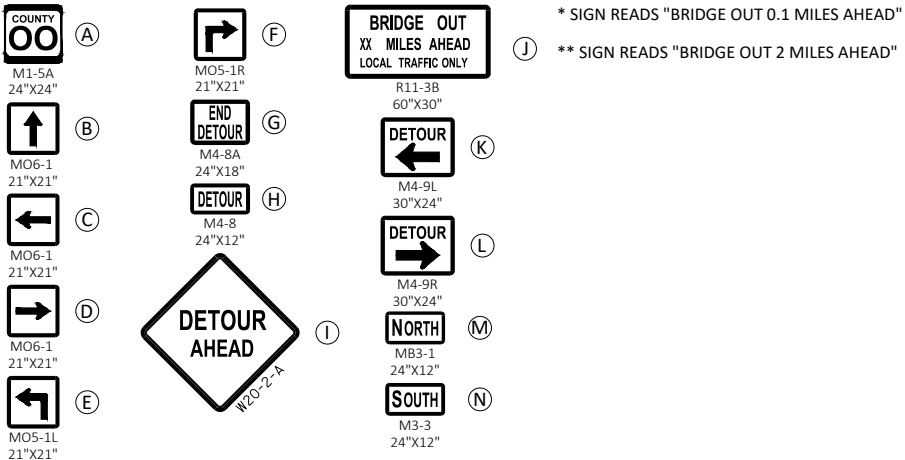 COUNTY
OO
A
M1-5A
24"X24"
B
MO6-1
21"X21"
C
MO6-1
21"X21"
D
MO6-1
21"X21"
E
MO5-1L
21"X21"
F
MO5-1R
21"X21"
END
DETOUR
G
M4-8A
24"X18"
DETOUR
H
M4-8
24"X12"
DETOUR
AHEAD
I
W20-2-A
BRIDGE OUT
XX MILES AHEAD
LOCAL TRAFFIC ONLY
J
R11-3B
60"X30"
DETOUR
K
M4-9L
30"X24"
DETOUR
L
M4-9R
30"X24"
NORTH
M
MB3-1
24"X12"
SOUTH
N
M3-3
24"X12"
* SIGN READS "BRIDGE OUT 0.1 MILES AHEAD"
** SIGN READS "BRIDGE OUT 2 MILES AHEAD"